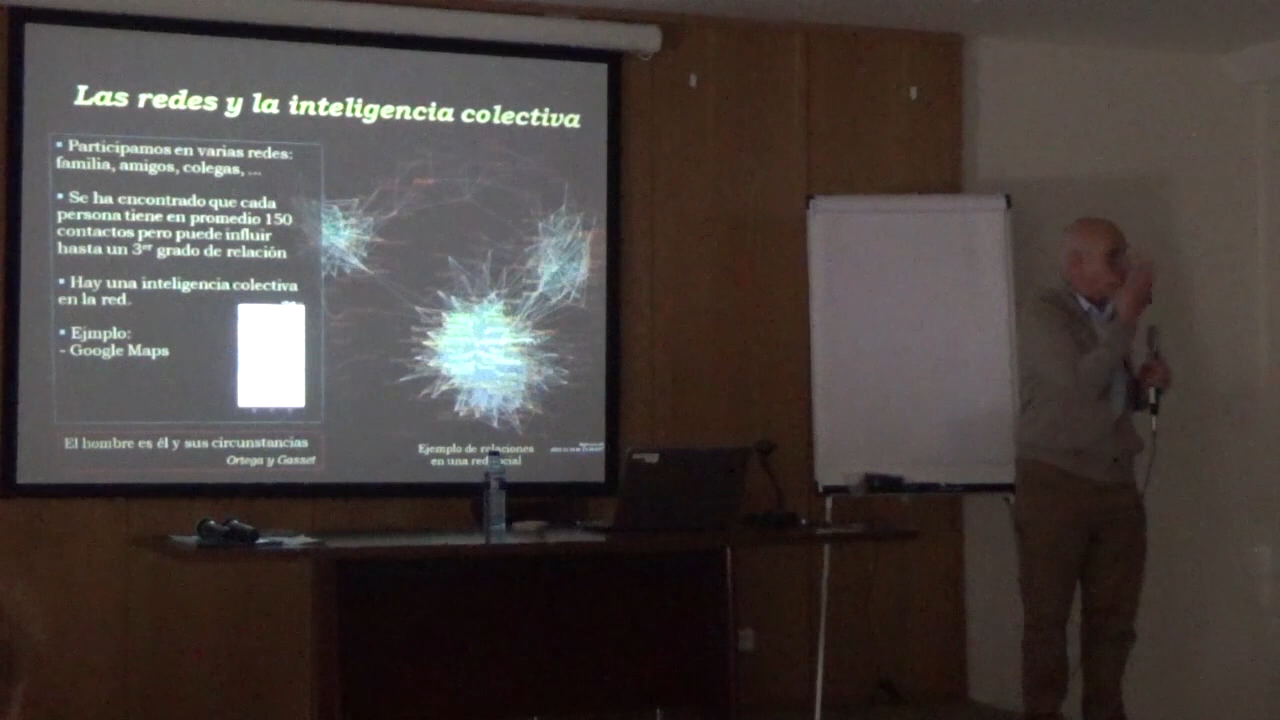 Las redes y la inteligencia colectiva
▪ Participamos en varias redes:
familia, amigos, colegas, ...
▪ Se ha encontrado que cada
persona tiene en promedio 150
contactos pero puede influir
hasta un 3er grado de relación
▪ Hay una inteligencia colectiva
en la red.
▪ Ejmplo:
- Google Maps
El hombre es él y sus circunstancias
Ortega y Gasset
Ejemplo de relaciones
en una red social